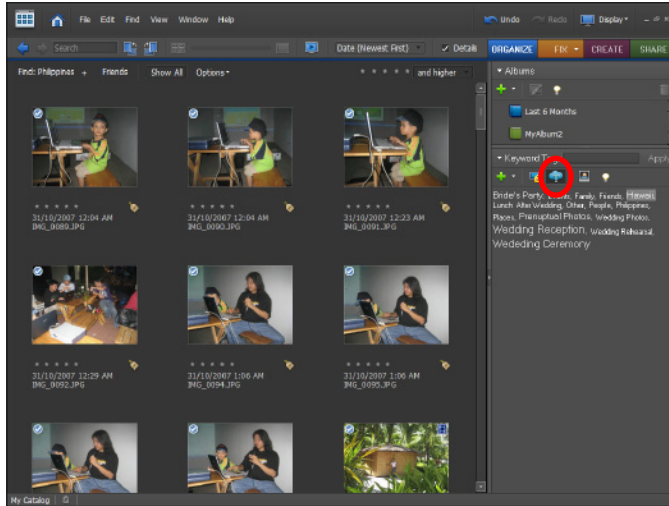 File Edit Find View Window Help Undo Redo Display
Search Date (Newest First) Details ORGANIZE FIX CREATE SHARE
Find: Philippines + Friends Show All Options and higher
Albums
Last 6 Months
MyAlbum2
Keyword Apply
Bride's Party, Events, Family, Friends, Hawaii,
Lunch After Wedding, Other, People, Philippines,
Places, Prenuptual Photos, Wedding Photos,
Wedding Reception, Wedding Rehearsal,
Wededing Ceremony
31/10/2007 12:04 AM
IMG_0089.JPG
31/10/2007 12:04 AM
IMG_0090.JPG
31/10/2007 12:23 AM
IMG_0091.JPG
31/10/2007 12:29 AM
IMG_0092.JPG
31/10/2007 1:06 AM
IMG_0094.JPG
31/10/2007 1:06 AM
IMG_0095.JPG
My Catalog